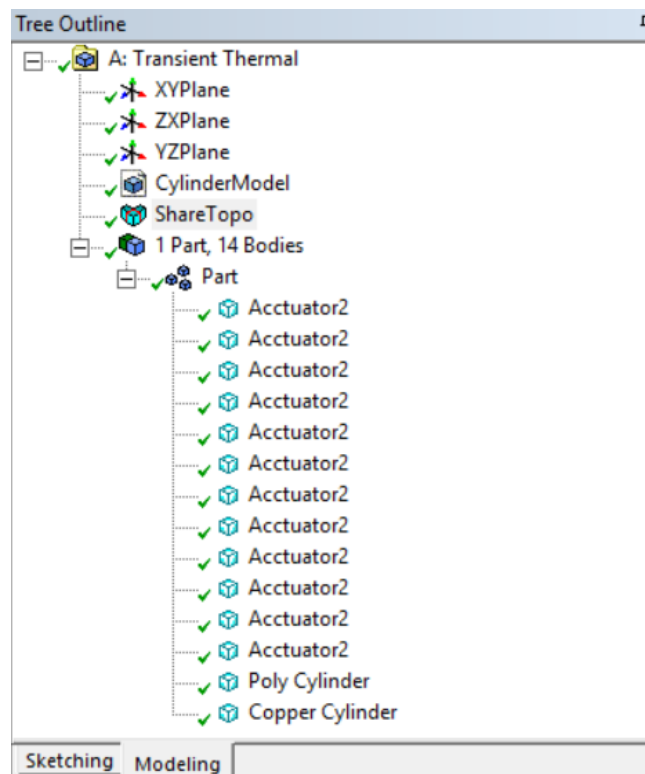 Tree Outline
A: Transient Thermal
XYPlane
ZXPlane
YZPlane
CylinderModel
ShareTopo
1 Part, 14 Bodies
Part
Acctuator2
Acctuator2
Acctuator2
Acctuator2
Acctuator2
Acctuator2
Acctuator2
Acctuator2
Acctuator2
Acctuator2
Acctuator2
Acctuator2
Poly Cylinder
Copper Cylinder
Sketching Modeling